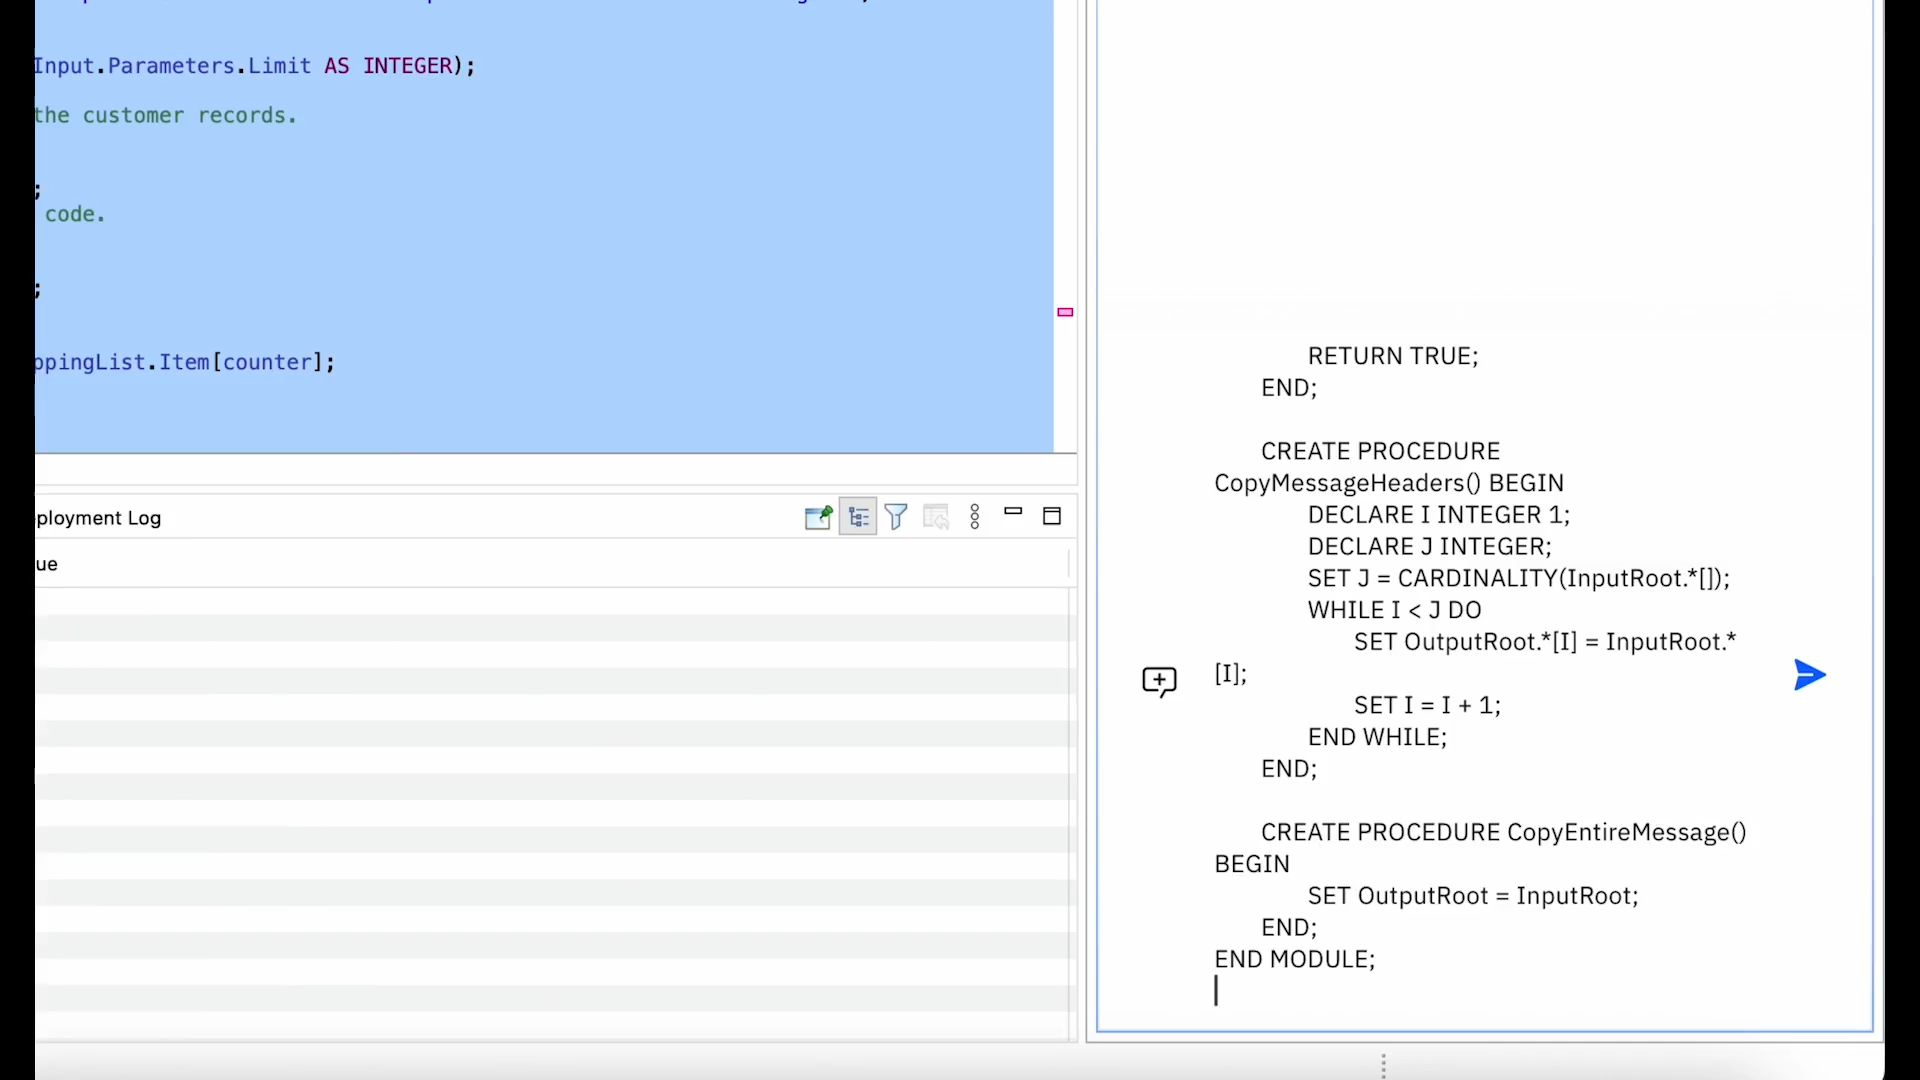 Input.Parameters.Limit AS INTEGER);
the customer records.
;
code.
;
ppingList.Item[counter];
ployment Log
ue
RETURN TRUE;
END;
CREATE PROCEDURE
CopyMessageHeaders() BEGIN
DECLARE I INTEGER 1;
DECLARE J INTEGER;
SET J = CARDINALITY(InputRoot.*[]);
WHILE I < J DO
SET OutputRoot.*[I] = InputRoot.*
[I];
SET I = I + 1;
END WHILE;
END;
CREATE PROCEDURE CopyEntireMessage()
BEGIN
SET OutputRoot = InputRoot;
END;
END MODULE;